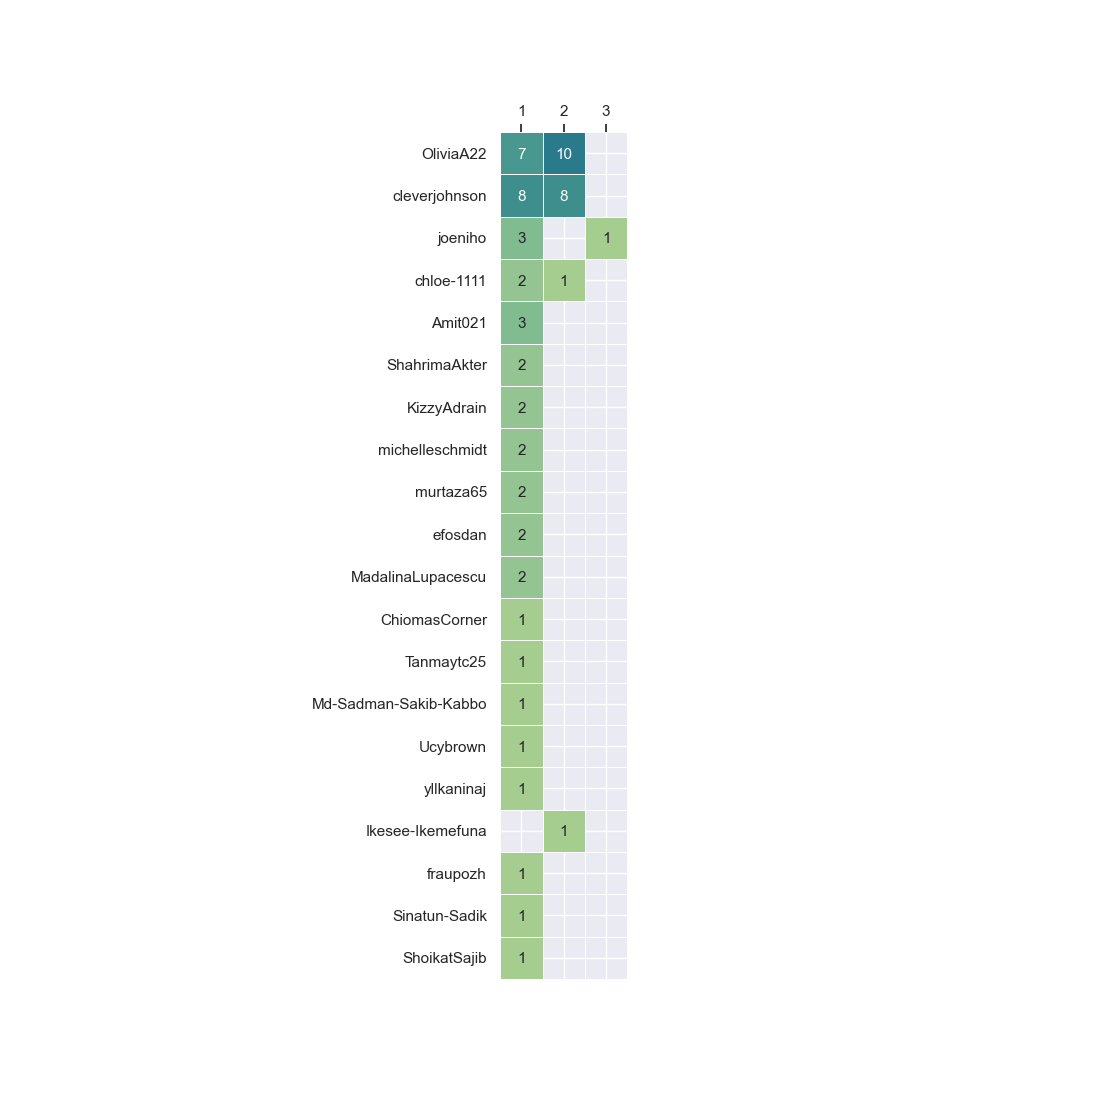 1 2 3
OliviaA22 7 10
cleverjohnson 8 8
joeniho 3 1
chloe-1111 2 1
Amit021 3
ShahrimaAkter 2
KizzyAdrain 2
michelleschmidt 2
murtaza65 2
efosdan 2
MadalinaLupacescu 2
ChiomasCorner 1
Tanmaytc25 1
Md-Sadman-Sakib-Kabbo 1
Ucybrown 1
yllkaninaj 1
Ikesee-Ikemefuna 1
fraupozh 1
Sinatun-Sadik 1
ShoikatSajib 1